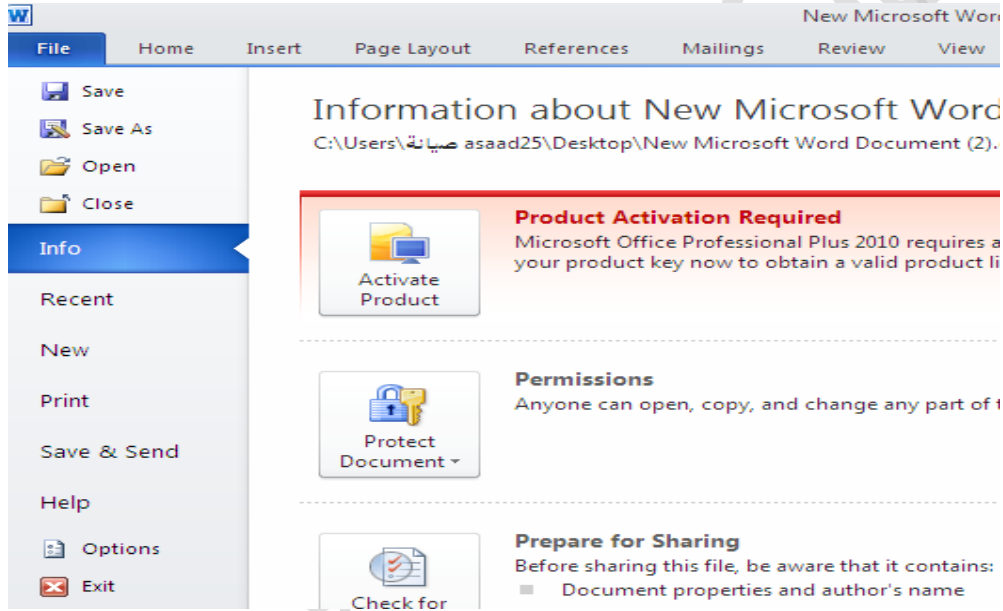 W
New Microsoft Wor
File Home Insert Page Layout References Mailings Review View
Save
Save As
Open
Close
Info
Recent
New
Print
Save & Send
Help
Options
Exit
Information about New Microsoft Word
C:\Users\صيانة asaad25\Desktop\New Microsoft Word Document (2).
Activate
Product
Product Activation Required
Microsoft Office Professional Plus 2010 requires a
your product key now to obtain a valid product li
Protect
Document
Permissions
Anyone can open, copy, and change any part of t
Check for
Prepare for Sharing
Before sharing this file, be aware that it contains:
Document properties and author's name